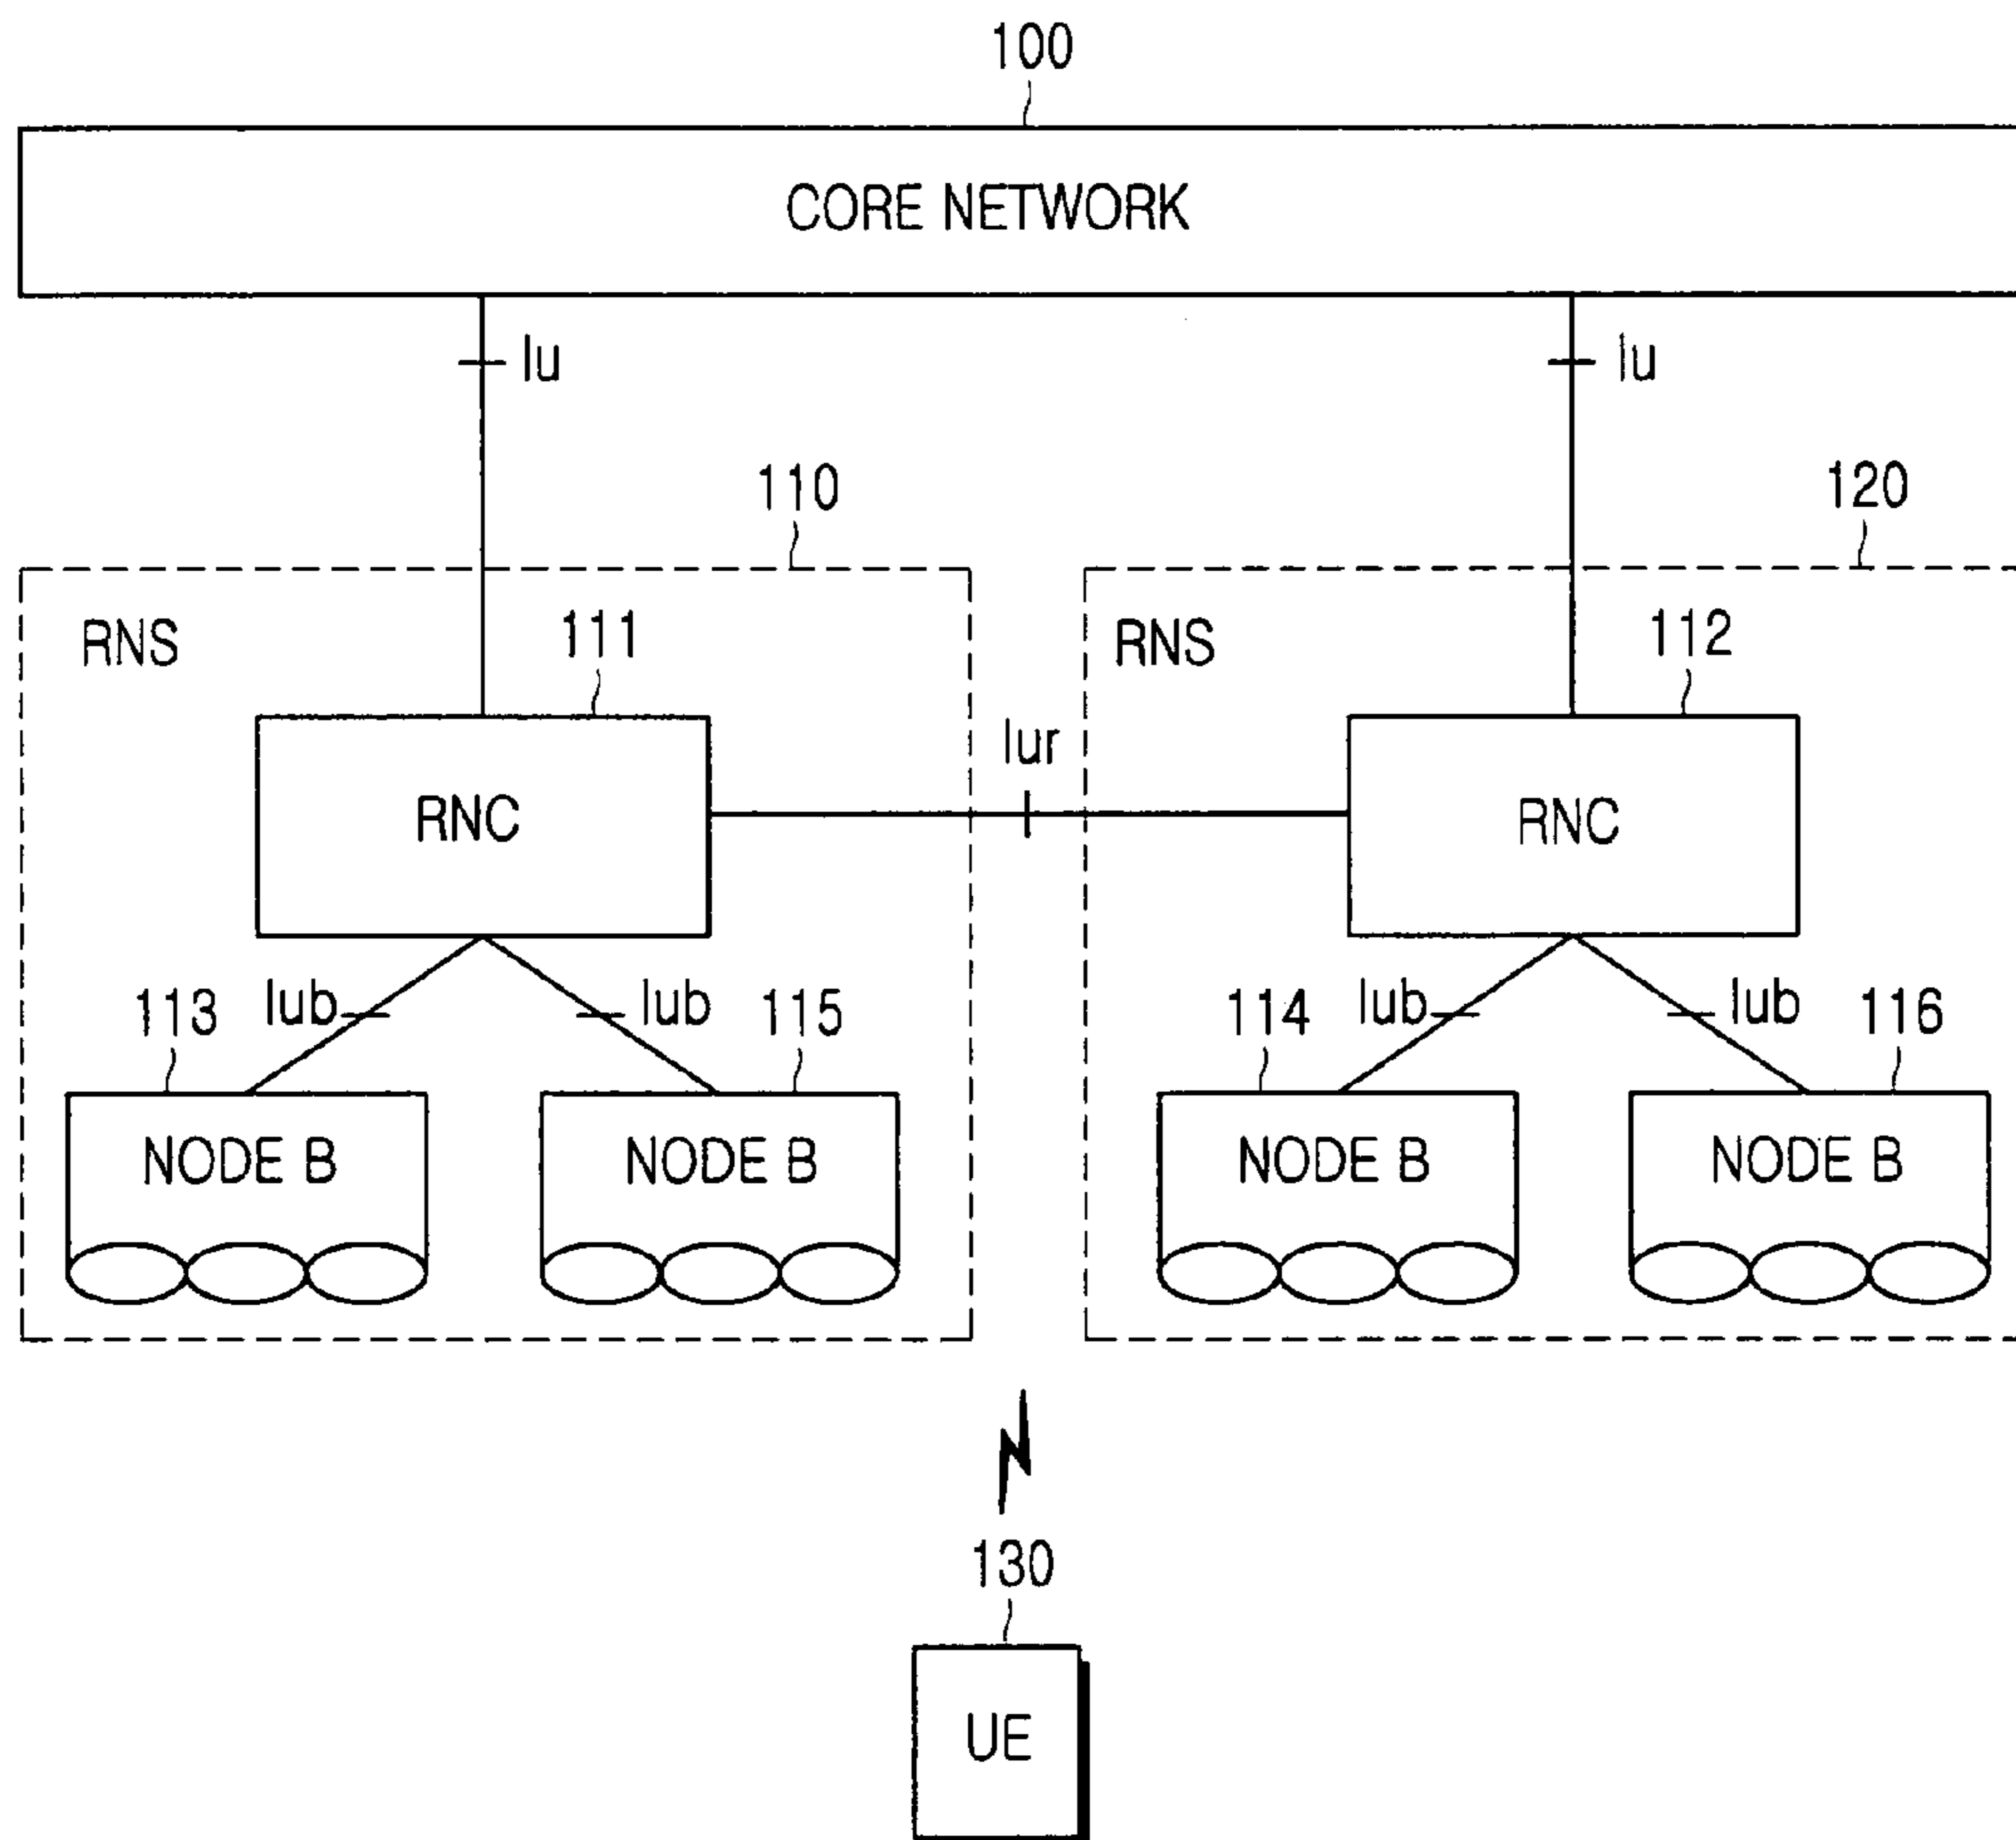 100
CORE NETWORK
Iu
Iu
110
120
RNS
111
RNS
112
Iur
RNC
RNC
113
Iub
Iub
115
114
Iub
Iub
116
NODE B
NODE B
NODE B
NODE B
130
UE